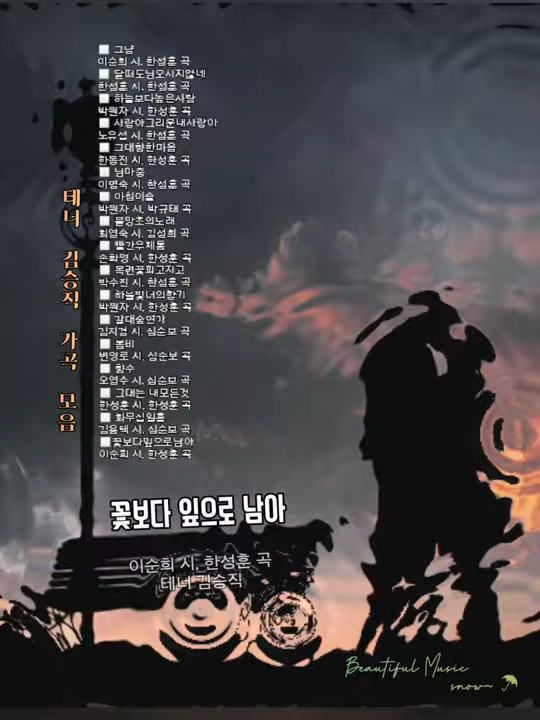 그냥
이순희 시, 한성훈 곡
달떠도님오시지않네
한성훈 시, 한성훈 곡
하늘보다높은사랑
박원자 시, 한성훈 곡
사랑아그리운내사랑아
노유섭 시, 한성훈 곡
그대향한마음
한동진 시, 한성훈 곡
님마중
이명숙 시, 한성훈 곡
아침이슬
박원자 시, 박규태 곡
물망초의노래
최영숙 시, 김성희 곡
빨간우체통
손화영 시, 한성훈 곡
목련꽃피고지고
박수진 시, 한성훈 곡
하늘빛너의향기
박원자 시, 한성훈 곡
갈대숲연가
김지겸 시, 심순보 곡
봄비
변영로 시, 심순보 곡
향수
오영수 시, 심순보 곡
그대는 내모든것
한성훈 시, 한성훈 곡
화무십일홍
김용택 시, 심순보 곡
꽃보다잎으로남아
이순희 시, 한성훈 곡
테너 김승직 가곡 모음
꽃보다 잎으로 남아
이순희 시, 한성훈 곡
테너 김승직
Beautiful Music
snow